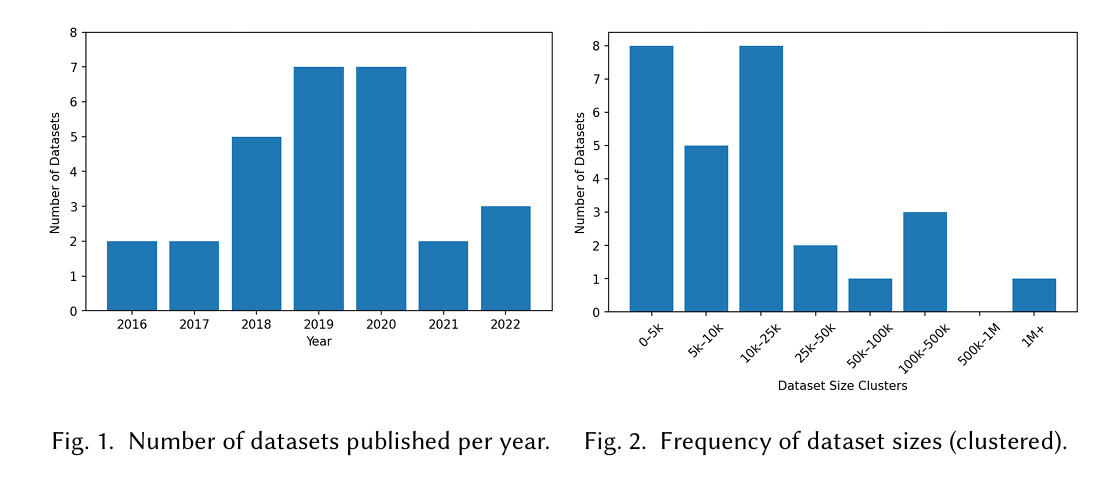 8
7
6
5
4
3
2
1
0
Number of Datasets
2016 2017 2018 2019 2020 2021 2022
Year
8
7
6
5
4
3
2
1
0
Number of Datasets
0–5k 5k–10k 10k–25k 25k–50k 50k–100k 100k–500k 500k–1M 1M+
Dataset Size Clusters
Fig. 1. Number of datasets published per year.
Fig. 2. Frequency of dataset sizes (clustered).